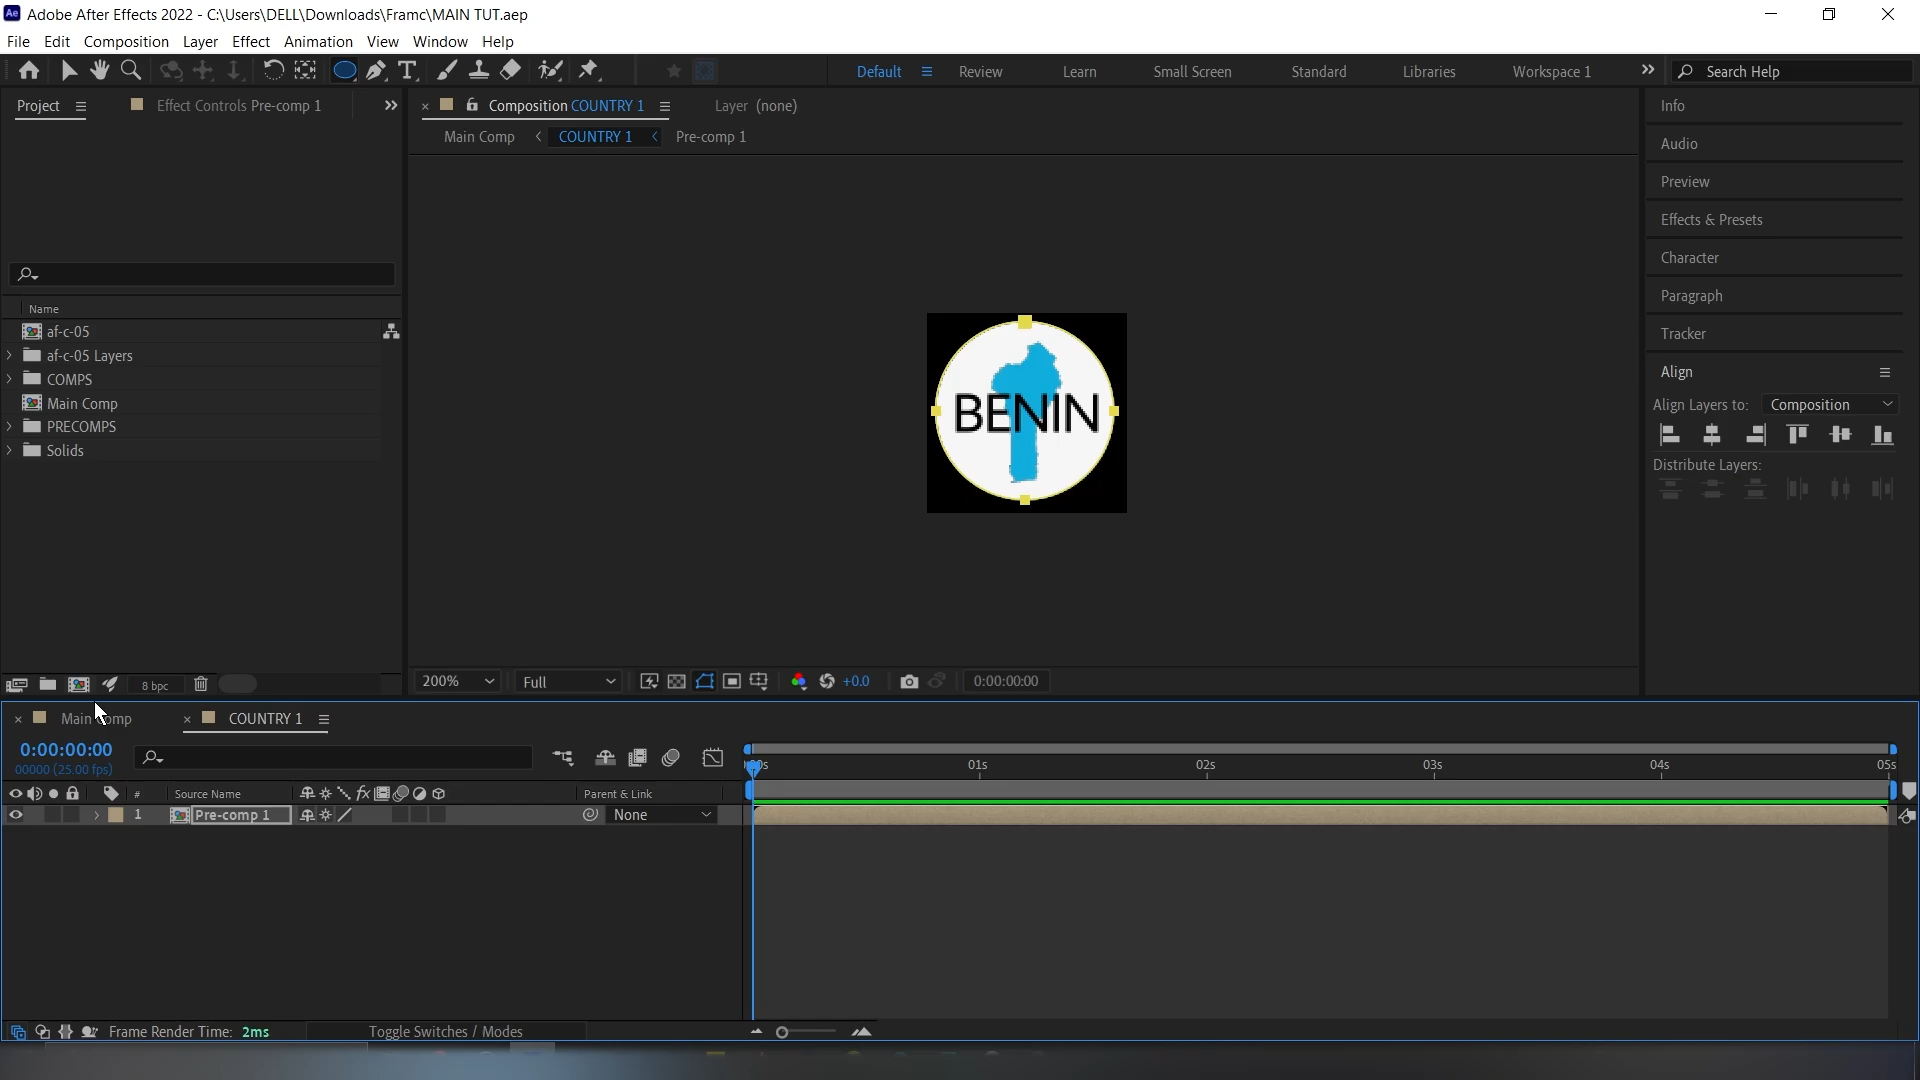 Ae Adobe After Effects 2022 - C:\Users\DELL\Downloads\Framc\MAIN TUT.aep
File Edit Composition Layer Effect Animation View Window Help
Default Review Learn Small Screen Standard Libraries Workspace 1 Search Help
Project Effect Controls Pre-comp 1
Composition COUNTRY 1 Layer (none)
Main Comp COUNTRY 1 Pre-comp 1
Name
af-c-05
af-c-05 Layers
COMPS
Main Comp
PRECOMPS
Solids
8 bpc
BENIN
200% Full +0.0 0:00:00:00
Info
Audio
Preview
Effects & Presets
Character
Paragraph
Tracker
Align
Align Layers to: Composition
Distribute Layers:
COUNTRY 1
0:00:00:00
00000 (25.00 fps)
01s 02s 03s 04s 05s
# Source Name Parent & Link
1 Pre-comp 1 None
Frame Render Time: 2ms Toggle Switches / Modes